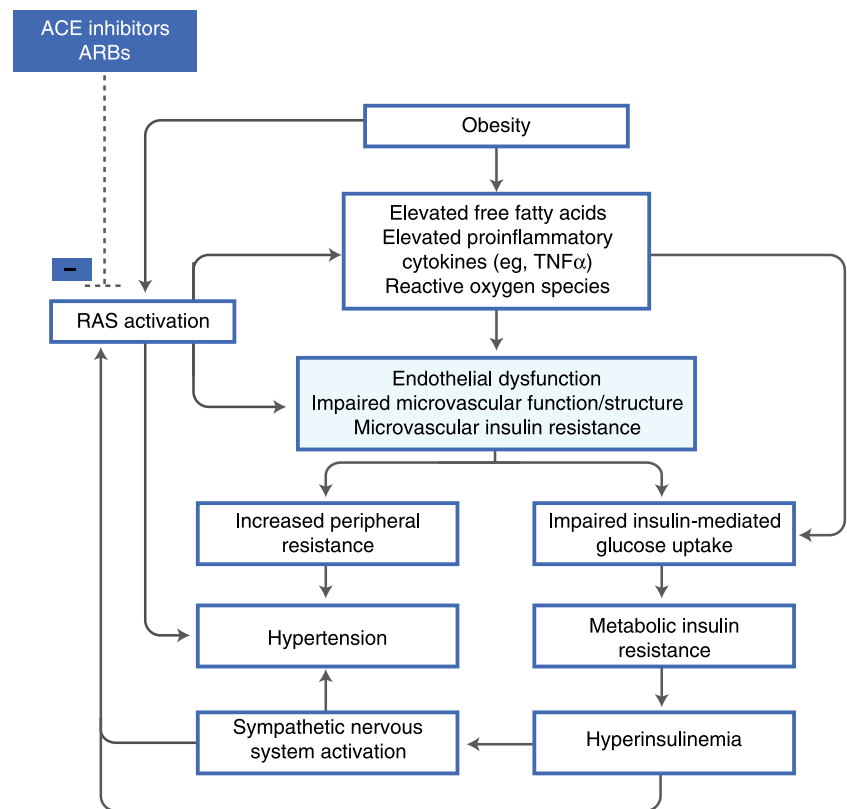 ACE inhibitors
ARBs
Obesity
Elevated free fatty acids
Elevated proinflammatory
cytokines (eg, TNFα)
Reactive oxygen species
–
RAS activation
Endothelial dysfunction
Impaired microvascular function/structure
Microvascular insulin resistance
Increased peripheral
resistance
Impaired insulin-mediated
glucose uptake
Hypertension
Metabolic insulin
resistance
Sympathetic nervous
system activation
Hyperinsulinemia